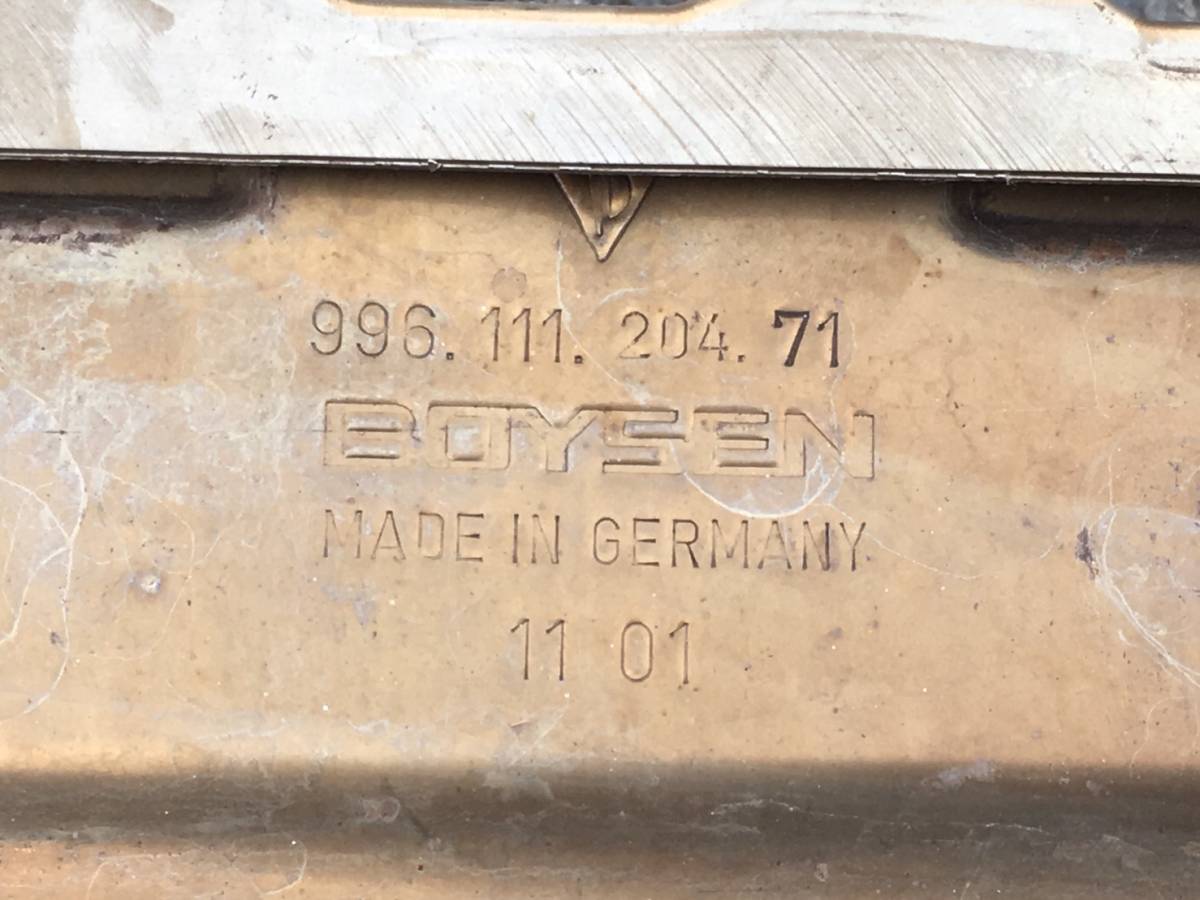 996.111.204.71
BOYSEN
MADE IN GERMANY
11 01